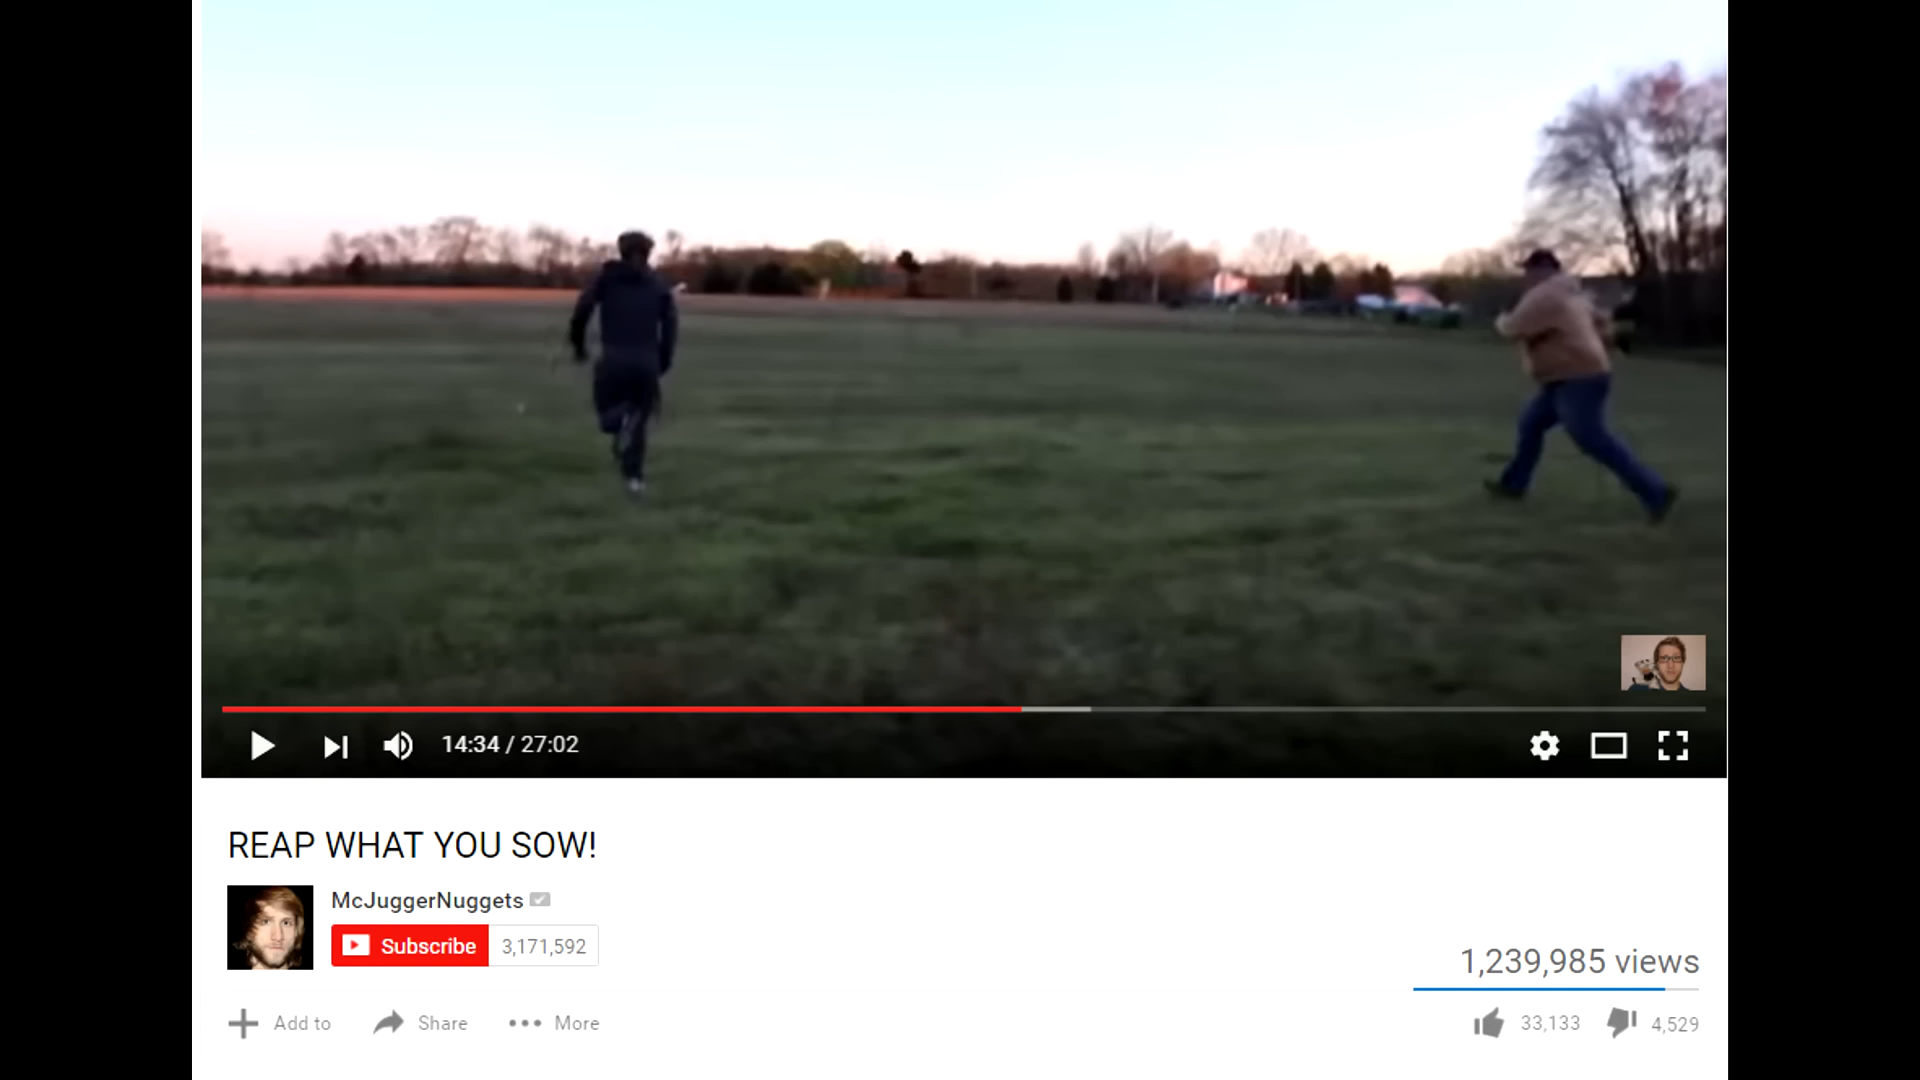 14:34 / 27:02
REAP WHAT YOU SOW!
McJuggerNuggets
Subscribe 3,171,592
1,239,985 views
Add to Share More 33,133 4,529